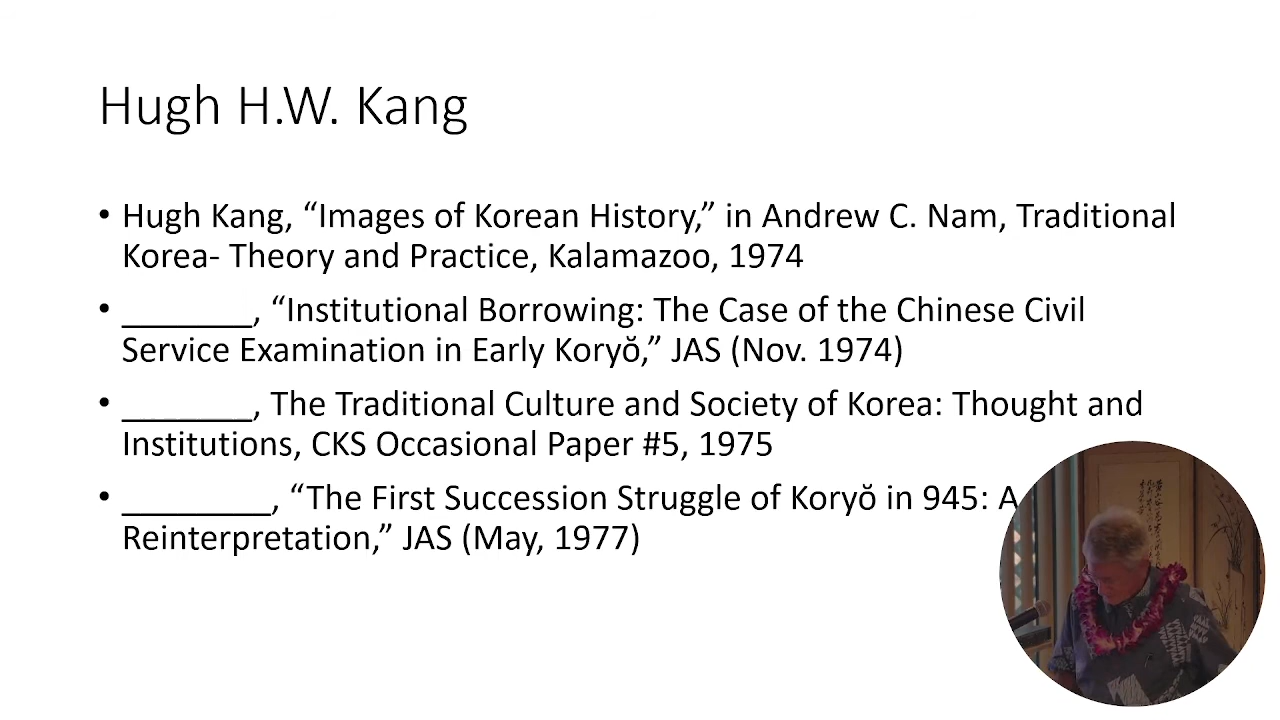 Hugh H.W. Kang
• Hugh Kang, “Images of Korean History,” in Andrew C. Nam, Traditional
Korea- Theory and Practice, Kalamazoo, 1974
• _______, “Institutional Borrowing: The Case of the Chinese Civil
Service Examination in Early Koryŏ,” JAS (Nov. 1974)
• _______, The Traditional Culture and Society of Korea: Thought and
Institutions, CKS Occasional Paper #5, 1975
• ________, “The First Succession Struggle of Koryŏ in 945: A
Reinterpretation,” JAS (May, 1977)